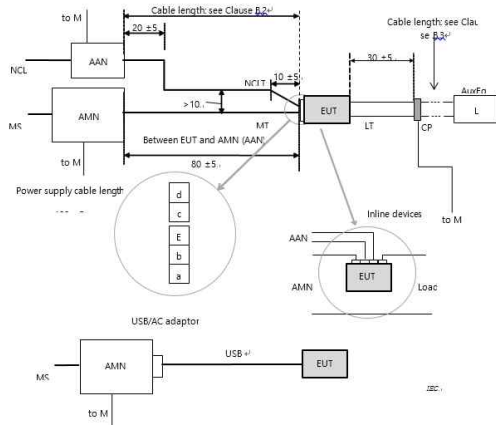 to M
Cable length: see Clause B.2↵
20 ±5 .
Cable length: see Clau
se B.3↵
AAN
10 ±5 .
30 ±5 .
NCL
NCLT
AuxEq
>10 .
AMN
EUT
L
MS
MT
LT
CP
Between EUT and AMN (AAN)
to M
80 ±5 .
Power supply cable length
d
c
E
b
a
to M
Inline devices
AAN
EUT
AMN
Load
USB/AC adaptor
AMN
USB ↵
EUT
MS
IEC .
to M